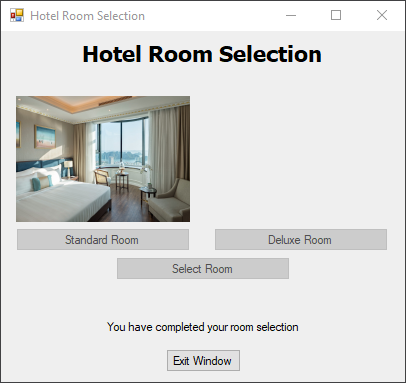 Hotel Room Selection
Hotel Room Selection
Standard Room
Deluxe Room
Select Room
You have completed your room selection
Exit Window